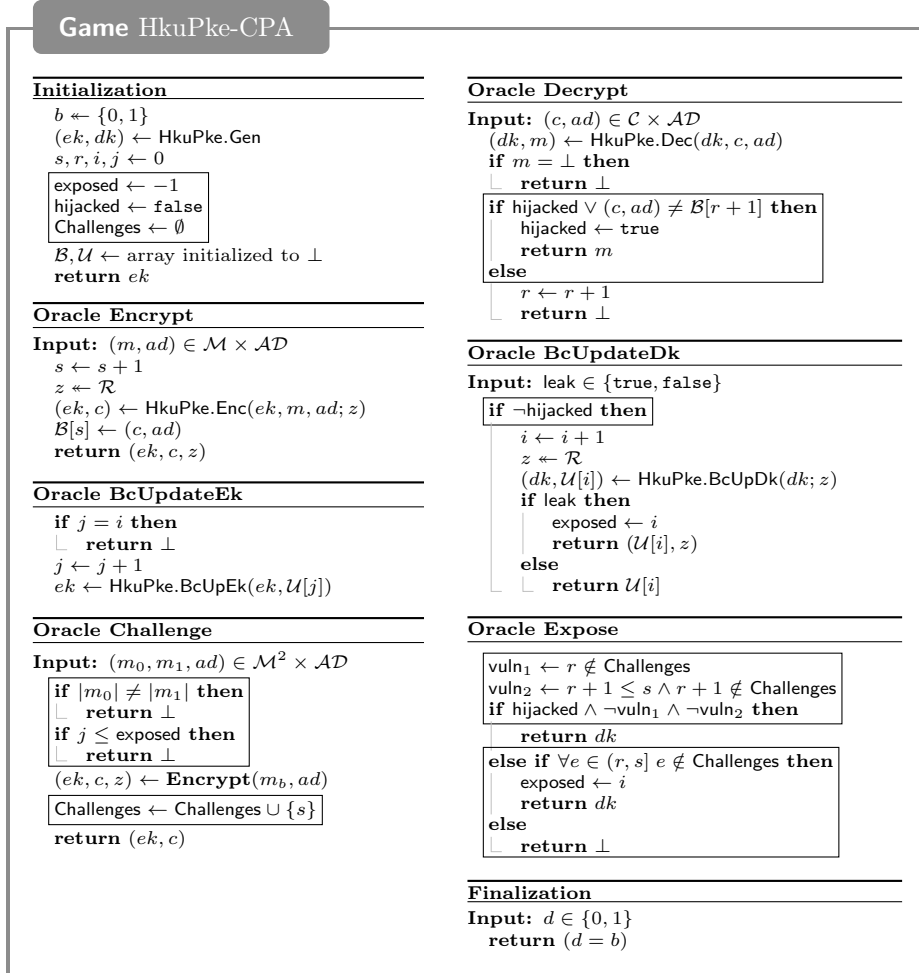 Game HkuPke-CPA
Initialization
b ↞ {0, 1}
(ek, dk) ← HkuPke.Gen
s, r, i, j ← 0
exposed ← −1
hijacked ← false
Challenges ← ∅
ℬ, 𝒰 ← array initialized to ⊥
return ek
Oracle Encrypt
Input: (m, ad) ∈ ℳ × 𝒜𝒟
s ← s + 1
z ↞ ℛ
(ek, c) ← HkuPke.Enc(ek, m, ad; z)
ℬ[s] ← (c, ad)
return (ek, c, z)
Oracle BcUpdateEk
if j = i then
return ⊥
j ← j + 1
ek ← HkuPke.BcUpEk(ek, 𝒰[j])
Oracle Challenge
Input: (m₀, m₁, ad) ∈ ℳ² × 𝒜𝒟
if |m₀| ≠ |m₁| then
return ⊥
if j ≤ exposed then
return ⊥
(ek, c, z) ← Encrypt(m_b, ad)
Challenges ← Challenges ∪ {s}
return (ek, c)
Oracle Decrypt
Input: (c, ad) ∈ 𝒞 × 𝒜𝒟
(dk, m) ← HkuPke.Dec(dk, c, ad)
if m = ⊥ then
return ⊥
if hijacked ∨ (c, ad) ≠ ℬ[r + 1] then
hijacked ← true
return m
else
r ← r + 1
return ⊥
Oracle BcUpdateDk
Input: leak ∈ {true, false}
if ¬hijacked then
i ← i + 1
z ↞ ℛ
(dk, 𝒰[i]) ← HkuPke.BcUpDk(dk; z)
if leak then
exposed ← i
return (𝒰[i], z)
else
return 𝒰[i]
Oracle Expose
vuln₁ ← r ∉ Challenges
vuln₂ ← r + 1 ≤ s ∧ r + 1 ∉ Challenges
if hijacked ∧ ¬vuln₁ ∧ ¬vuln₂ then
return dk
else if ∀e ∈ (r, s] e ∉ Challenges then
exposed ← i
return dk
else
return ⊥
Finalization
Input: d ∈ {0, 1}
return (d = b)